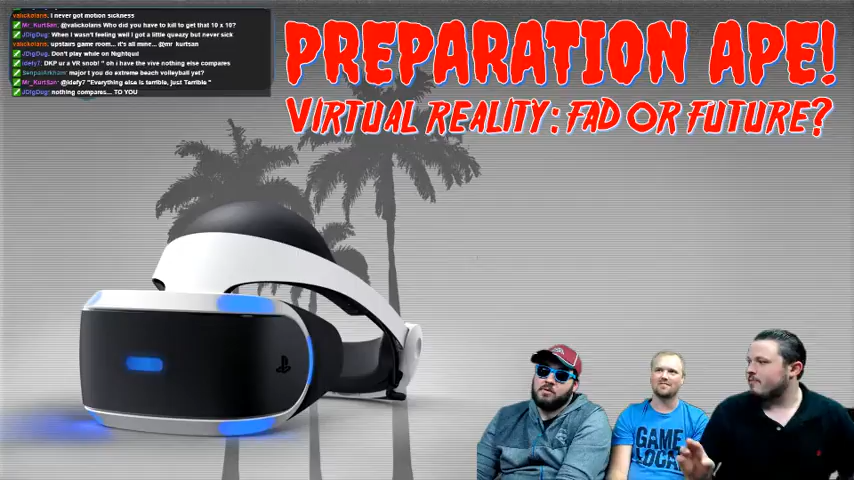 valickolans: I never got motion sickness
Mr_KurtSan: @valickolans Who did you have to kill to get that 10 x 10?
JDigDug: When I wasn't feeling well I got a little queazy but never sick
valickolans: upstairs game room... it's all mine... @mr_kurtsan
JDigDug: Don't play while on Nightquil
idefy7: DKP ur a VR snob! " oh i have the vive nothing else compares
Senpaikirkham: major t you do extreme beach volleyball yet?
Mr_KurtSan: @idefy7 "Everything else is terrible, just Terrible "
JDigDug: nothing compares... TO YOU
PREPARATION APE!
VIRTUAL REALITY: FAD OR FUTURE?
GAME
LOCAL